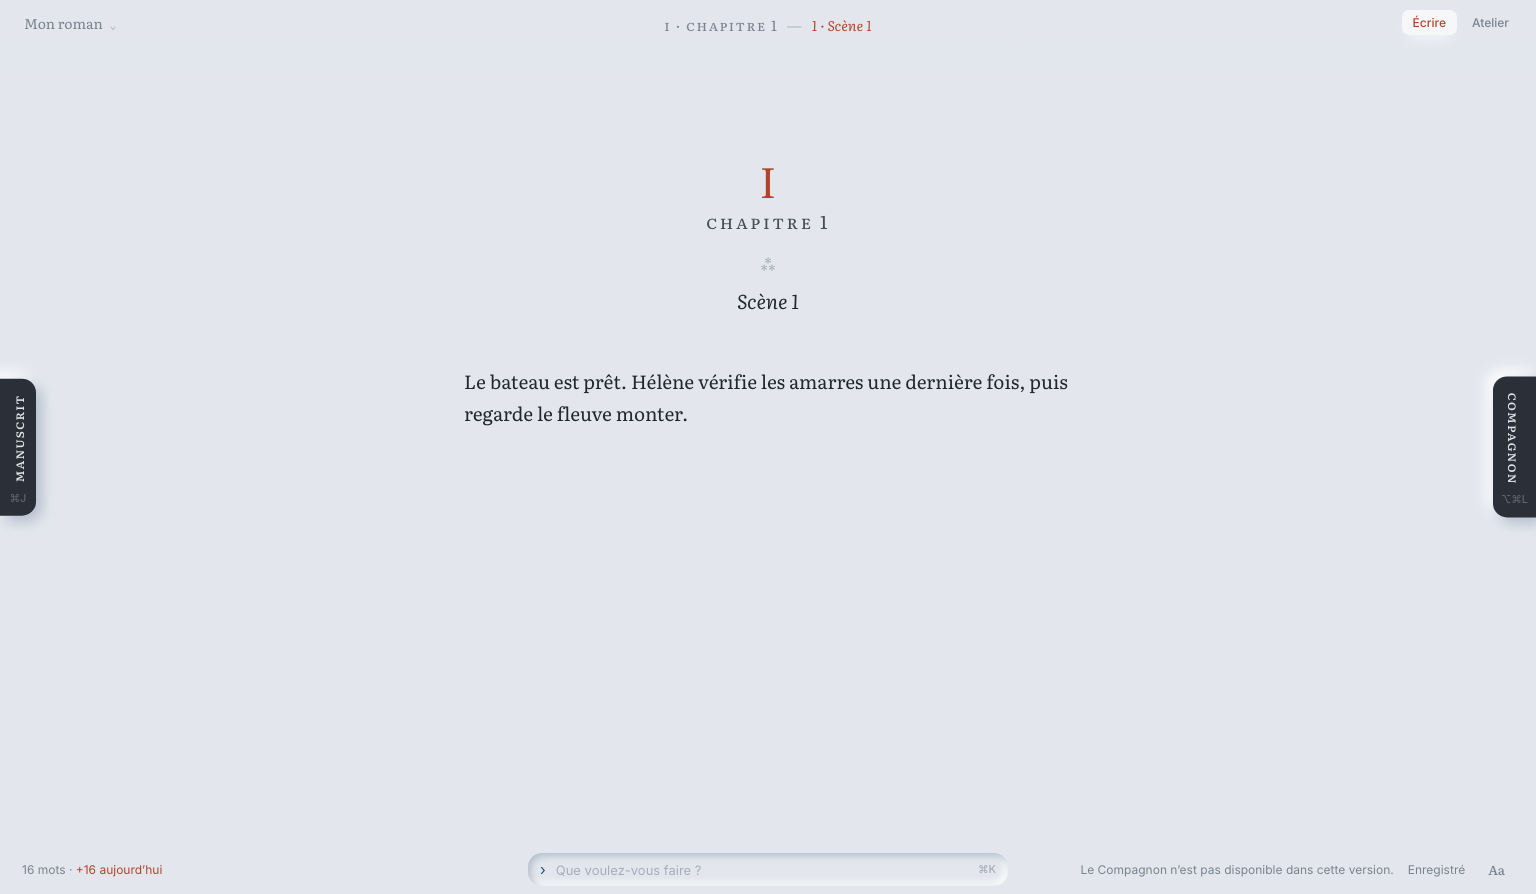 Mon roman
I · CHAPITRE 1 — 1 · Scène 1
Écrire
Atelier
I
CHAPITRE 1
⁂
Scène 1
Le bateau est prêt. Hélène vérifie les amarres une dernière fois, puis
regarde le fleuve monter.
MANUSCRIT
⌘J
COMPAGNON
⌥⌘L
16 mots · +16 aujourd’hui
› Que voulez-vous faire ? ⌘K
Le Compagnon n’est pas disponible dans cette version.
Enregistré
Aa